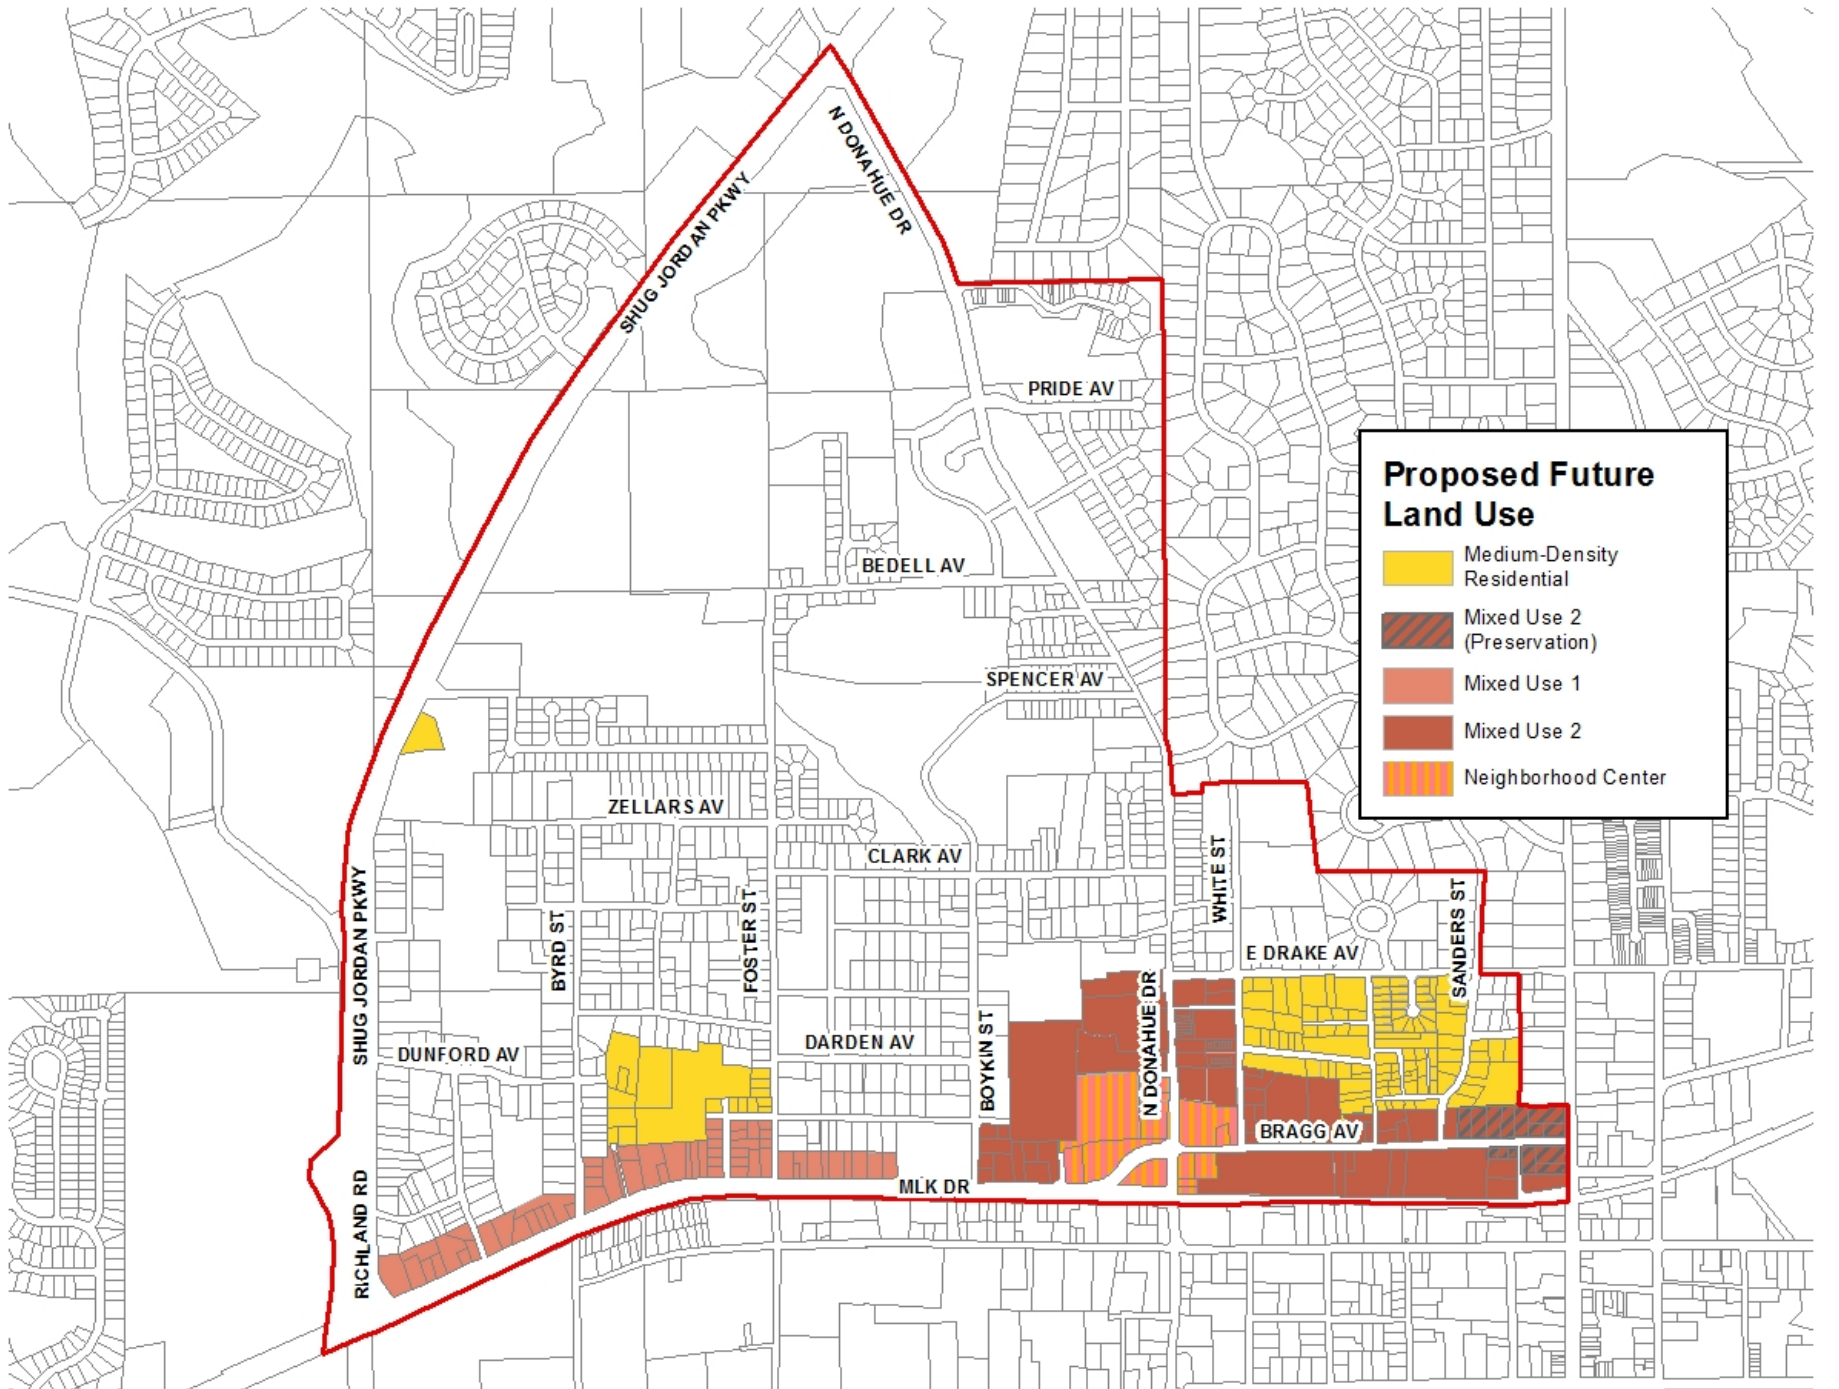 N DONAHUE DR
SHUG JORDAN PKWY
PRIDE AV
Proposed Future
Land Use
Medium-Density
Residential
Mixed Use 2
(Preservation)
Mixed Use 1
Mixed Use 2
Neighborhood Center
BEDELL AV
SPENCER AV
ZELLARS AV
CLARK AV
WHITE ST
SHUG JORDAN PKWY
BYRD ST
FOSTER ST
E DRAKE AV
SANDERS ST
DUNFORD AV
DARDEN AV
BOYKIN ST
N DONAHUE DR
BRAGG AV
MLK DR
RICHLAND RD